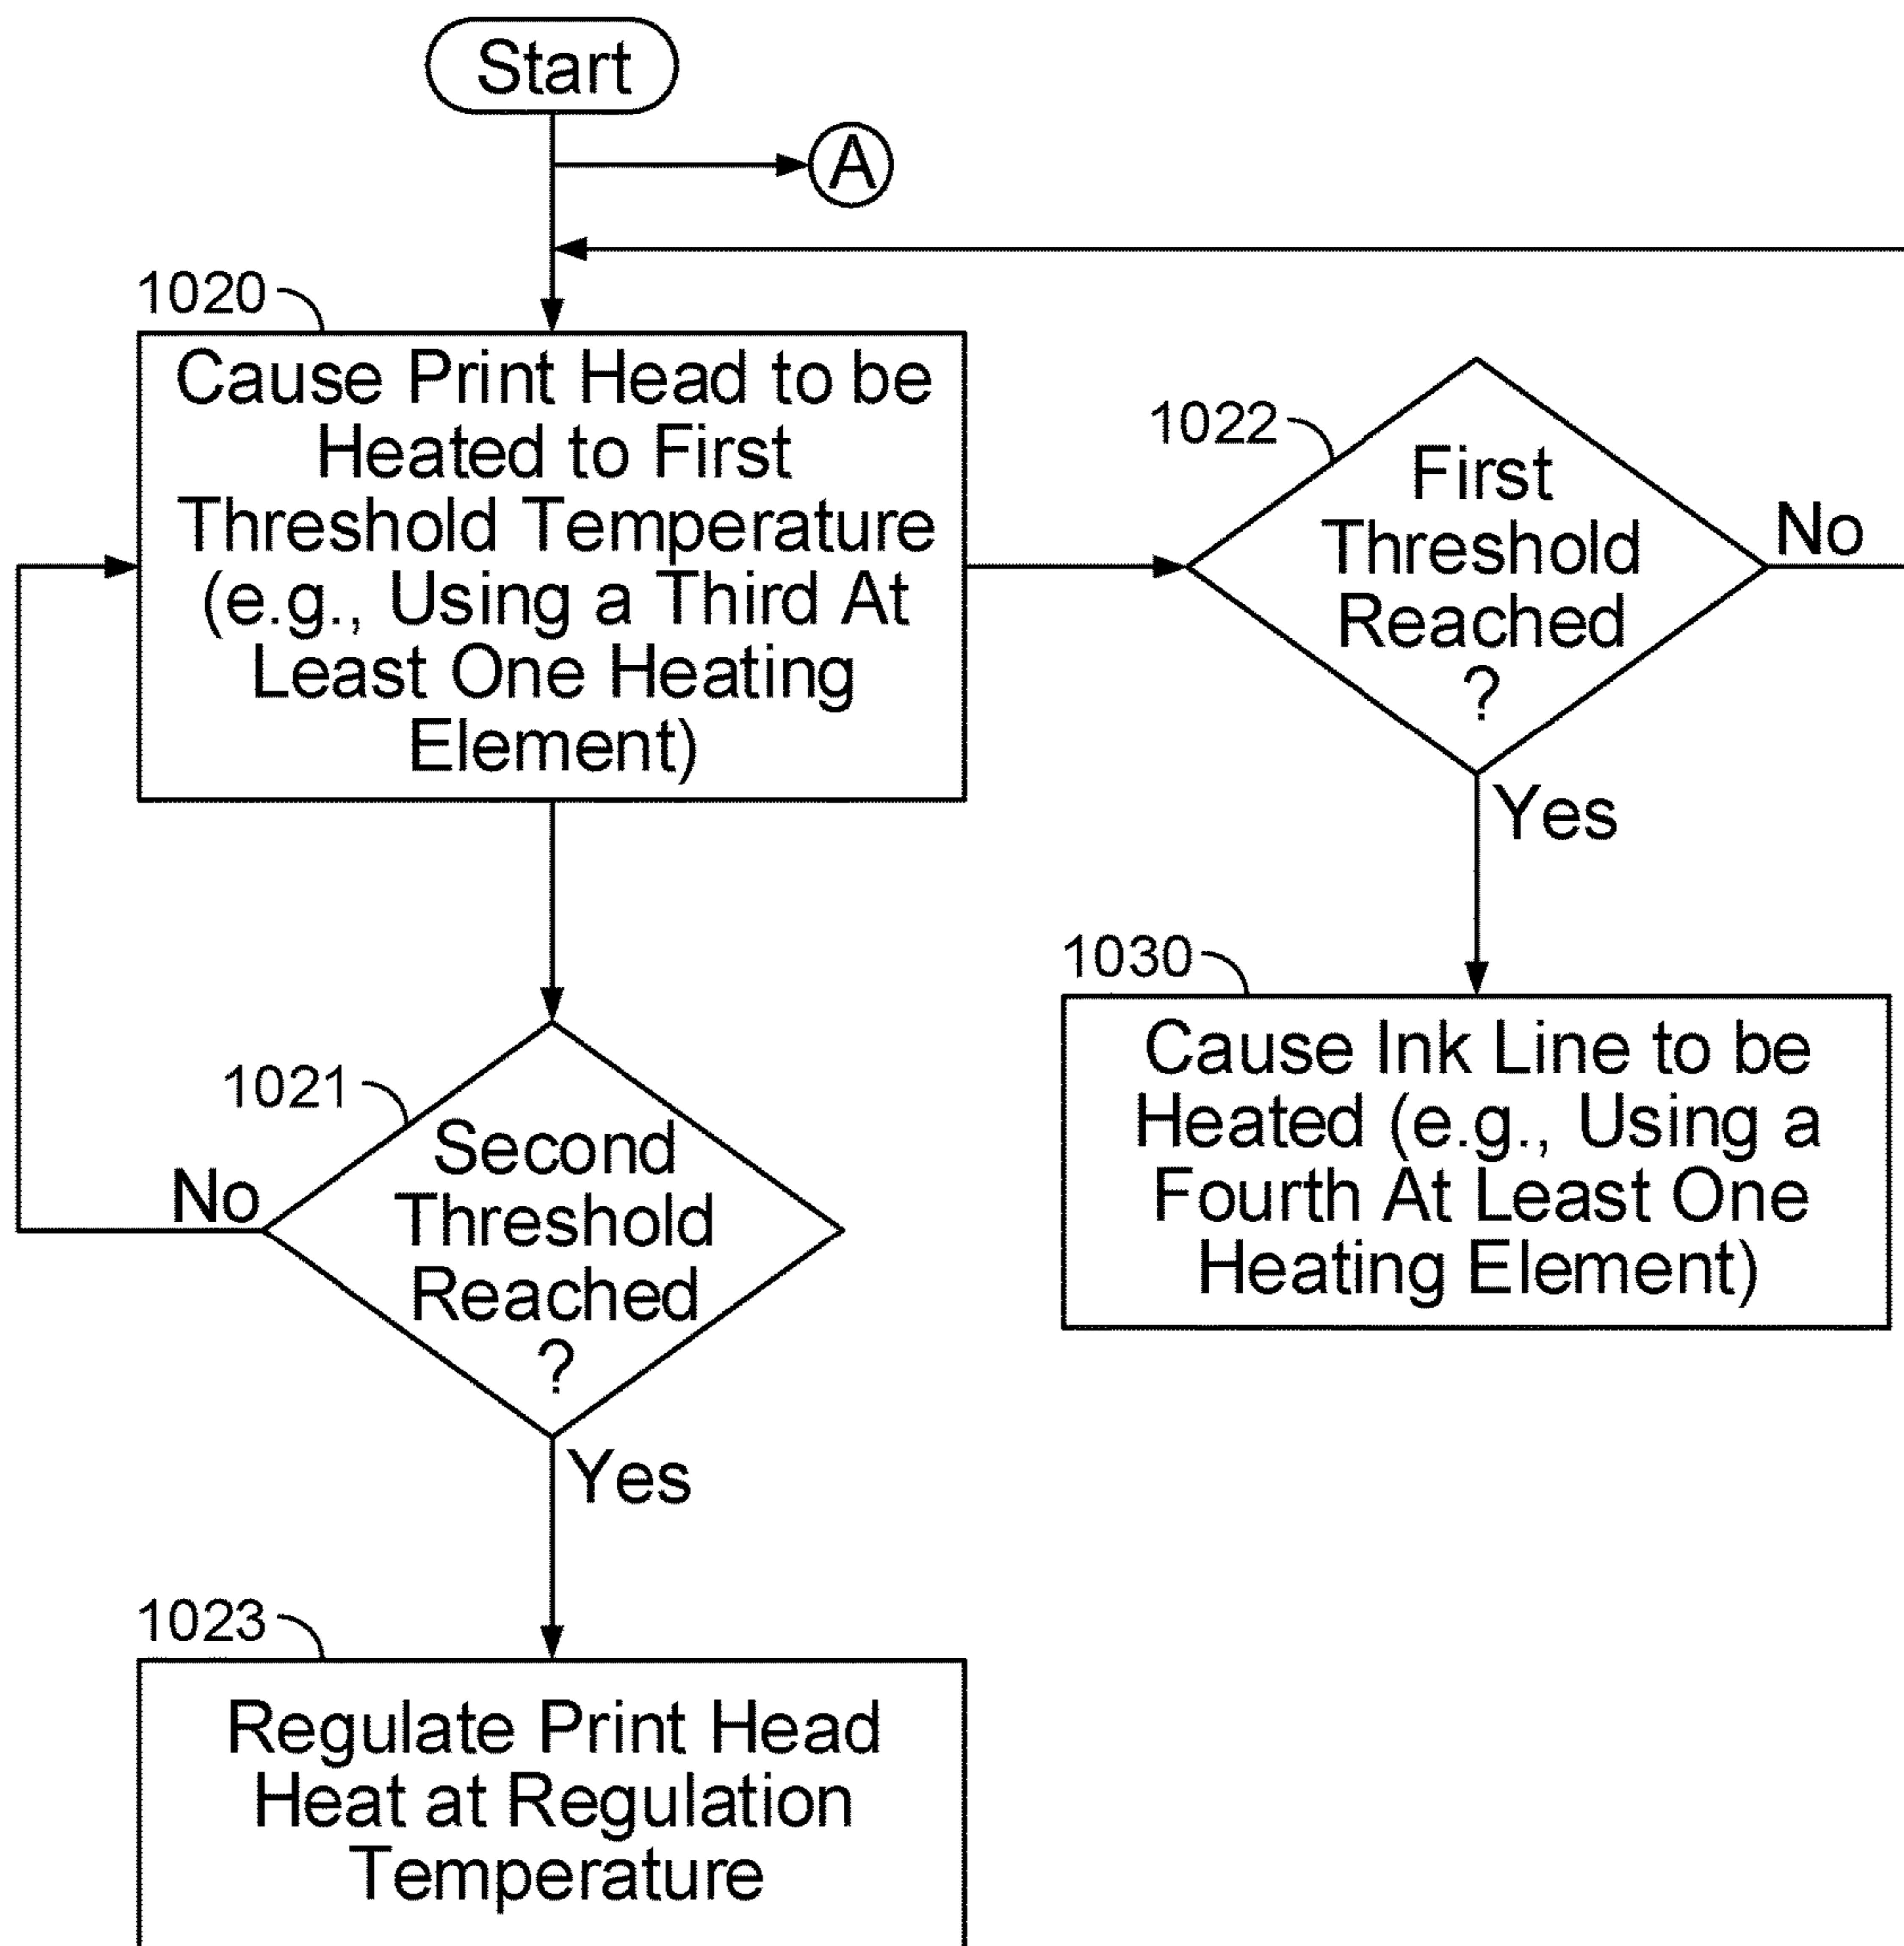 Start
A
1020
Cause Print Head to be
Heated to First
Threshold Temperature
(e.g., Using a Third At
Least One Heating
Element)
1022
First
Threshold
Reached
?
No
Yes
1030
Cause Ink Line to be
Heated (e.g., Using a
Fourth At Least One
Heating Element)
1021
Second
Threshold
Reached
?
No
Yes
1023
Regulate Print Head
Heat at Regulation
Temperature